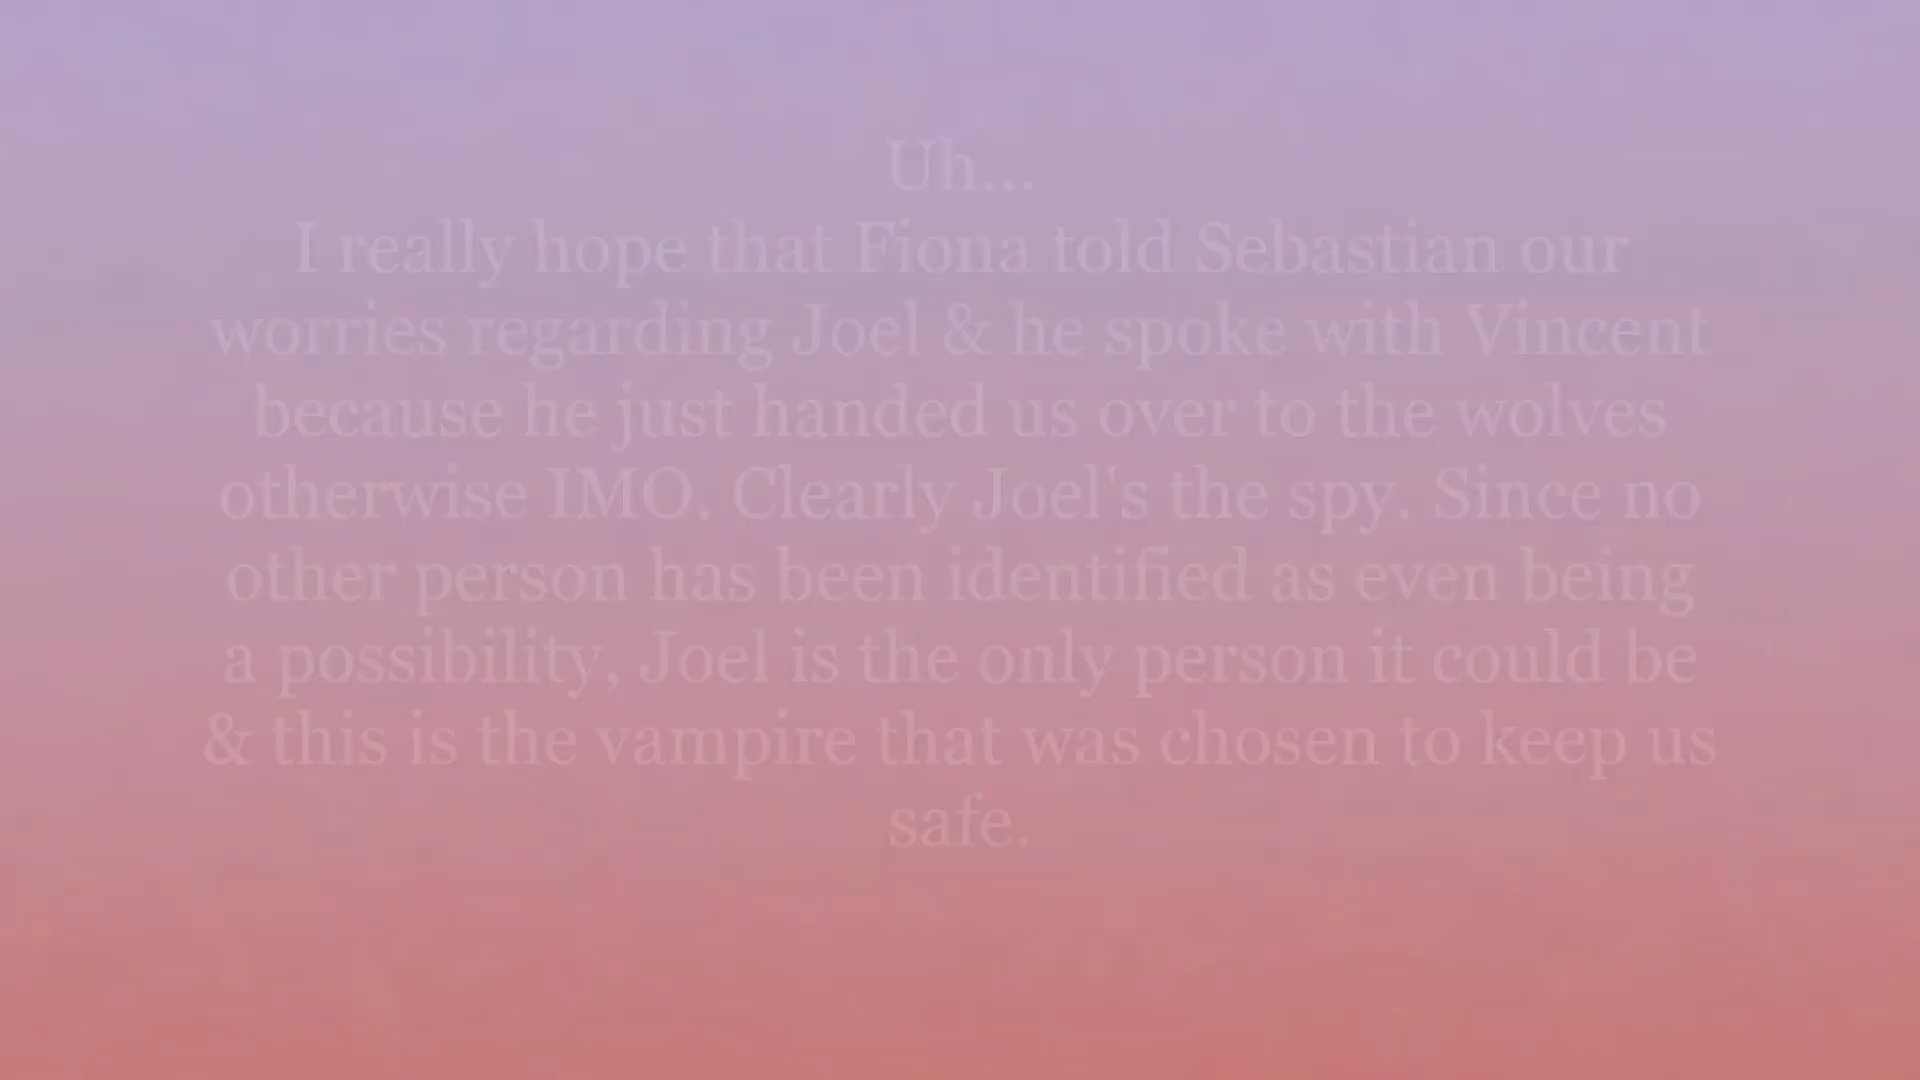 Uh...
I really hope that Fiona told Sebastian our
worries regarding Joel & he spoke with Vincent
because he just handed us over to the wolves
otherwise IMO. Clearly Joel's the spy. Since no
other person has been identified as even being
a possibility, Joel is the only person it could be
& this is the vampire that was chosen to keep us
safe.